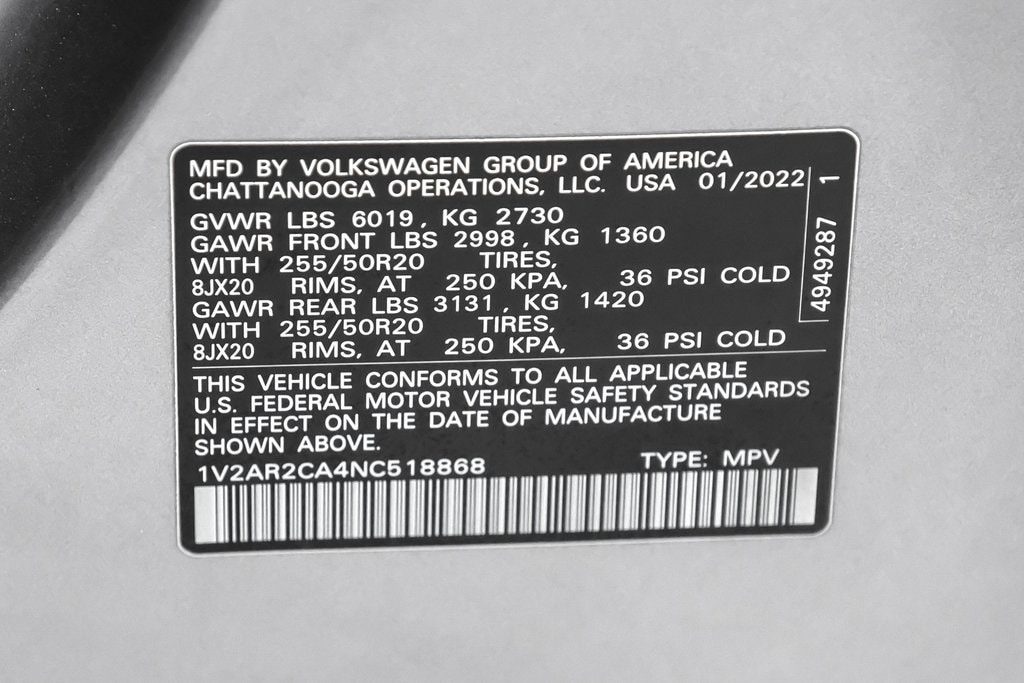 MFD BY VOLKSWAGEN GROUP OF AMERICA
CHATTANOOGA OPERATIONS, LLC. USA 01/2022
GVWR LBS 6019, KG 2730
GAWR FRONT LBS 2998, KG 1360
WITH 255/50R20 TIRES,
8JX20 RIMS, AT 250 KPA, 36 PSI COLD
GAWR REAR LBS 3131, KG 1420
WITH 255/50R20 TIRES,
8JX20 RIMS, AT 250 KPA, 36 PSI COLD
4949287 1
THIS VEHICLE CONFORMS TO ALL APPLICABLE
U.S. FEDERAL MOTOR VEHICLE SAFETY STANDARDS
IN EFFECT ON THE DATE OF MANUFACTURE
SHOWN ABOVE.
1V2AR2CA4NC518868 TYPE: MPV